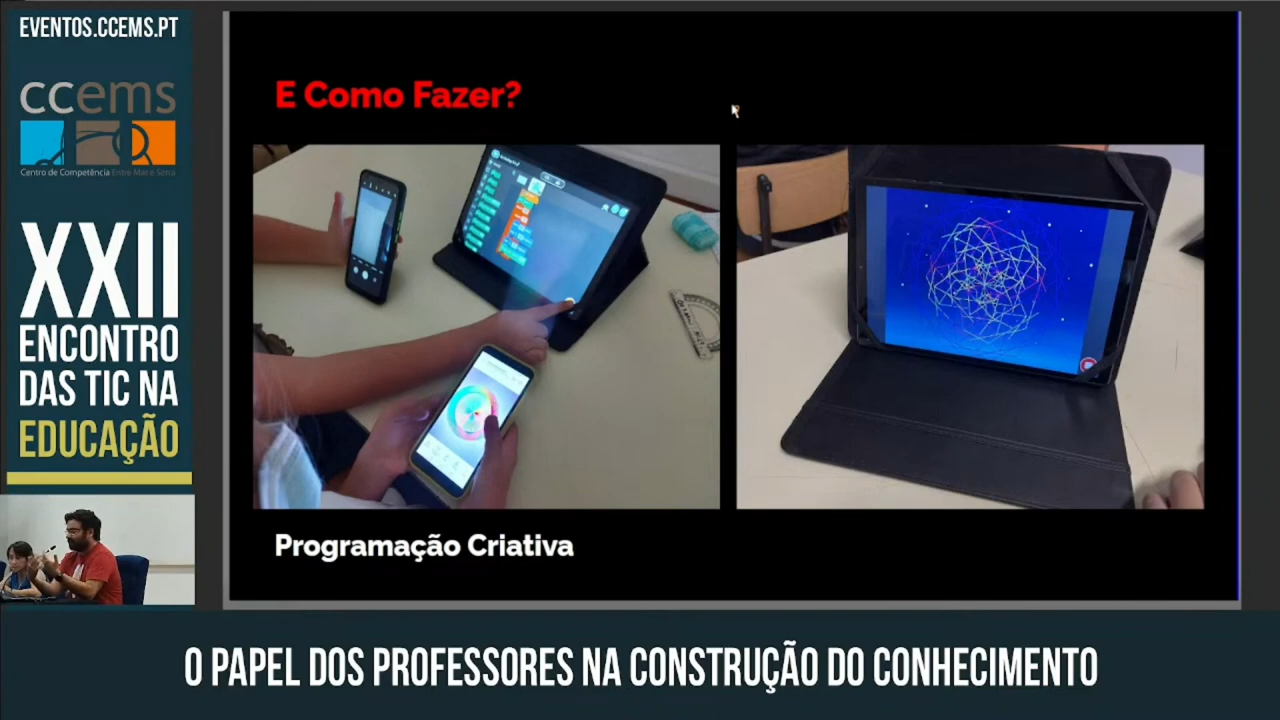 EVENTOS.CCEMS.PT
ccems
Centro de Competência Entre Mar e Serra
XXII
ENCONTRO
DAS TIC NA
EDUCAÇÃO
E Como Fazer?
Programação Criativa
O PAPEL DOS PROFESSORES NA CONSTRUÇÃO DO CONHECIMENTO